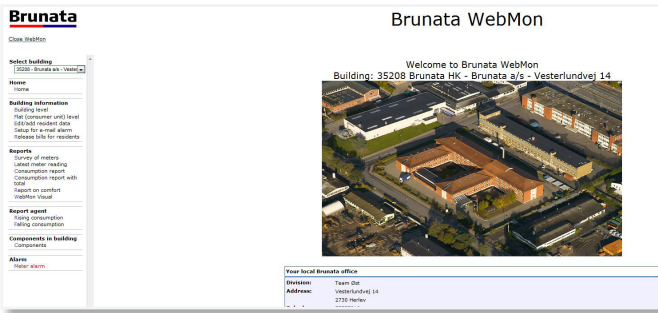 Brunata
Brunata WebMon
Close WebMon
Select building
35208 - Brunata a/s - Vester
Home
Home
Building information
Building level
Flat (consumer unit) level
Edit/add resident data
Setup for e-mail alarm
Release bills for residents
Reports
Survey of meters
Latest meter reading
Consumption report
Consumption report with
total
Report on comfort
WebMon Visual
Report agent
Rising consumption
Falling consumption
Components in building
Components
Alarm
Meter alarm
Welcome to Brunata WebMon
Building: 35208 Brunata HK - Brunata a/s - Vesterlundvej 14
Your local Brunata office
Division: Team Øst
Address: Vesterlundvej 14
2730 Herlev